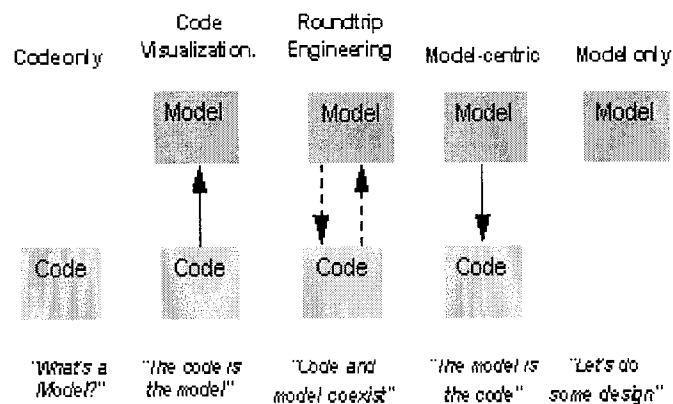 Code only
Code
Visualization.
Roundtrip
Engineering
Model-centric
Model only
Model
Model
Model
Model
Code
Code
Code
Code
"What's a
Model?"
"The code is
the model"
"Code and
model coexist"
"The model is
the code"
"Let's do
some design"